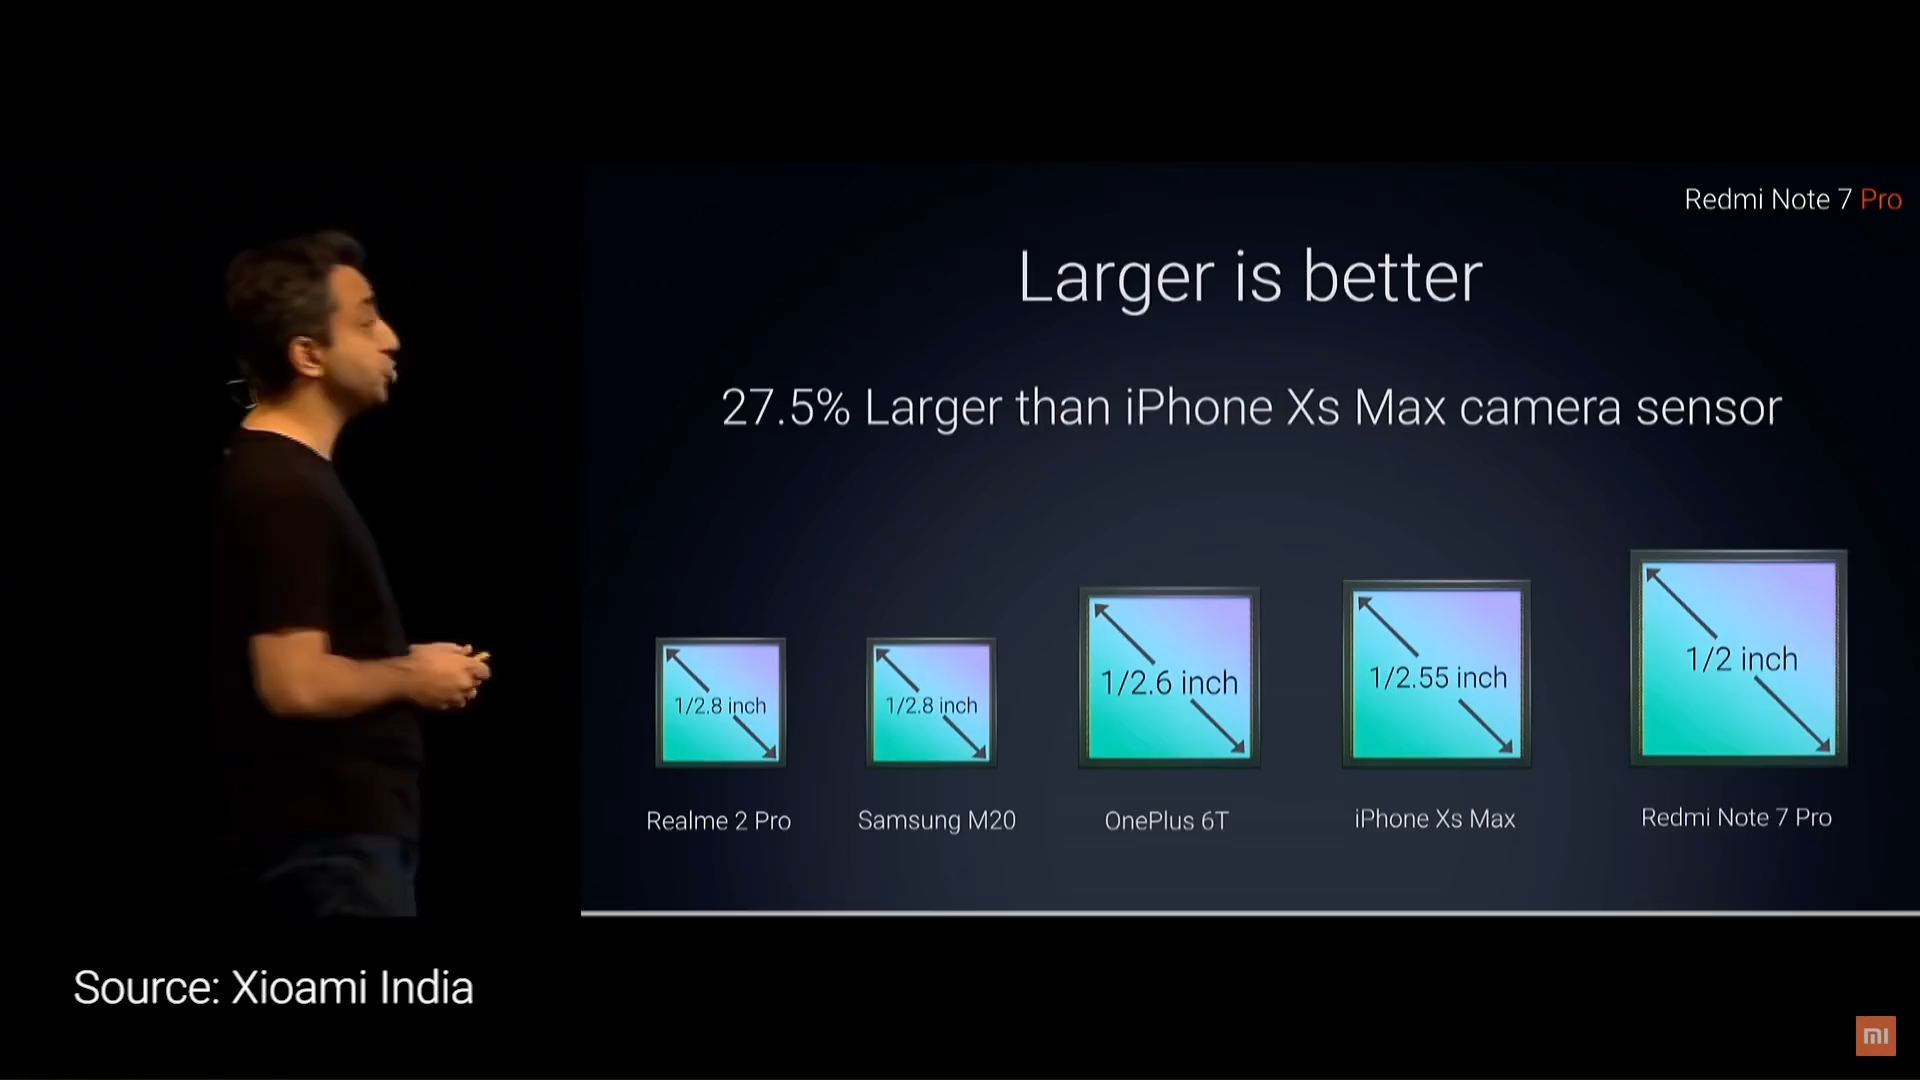 Redmi Note 7 Pro
Larger is better
27.5% Larger than iPhone Xs Max camera sensor
1/2.8 inch
1/2.8 inch
1/2.6 inch
1/2.55 inch
1/2 inch
Realme 2 Pro
Samsung M20
OnePlus 6T
iPhone Xs Max
Redmi Note 7 Pro
Source: Xioami India
MI